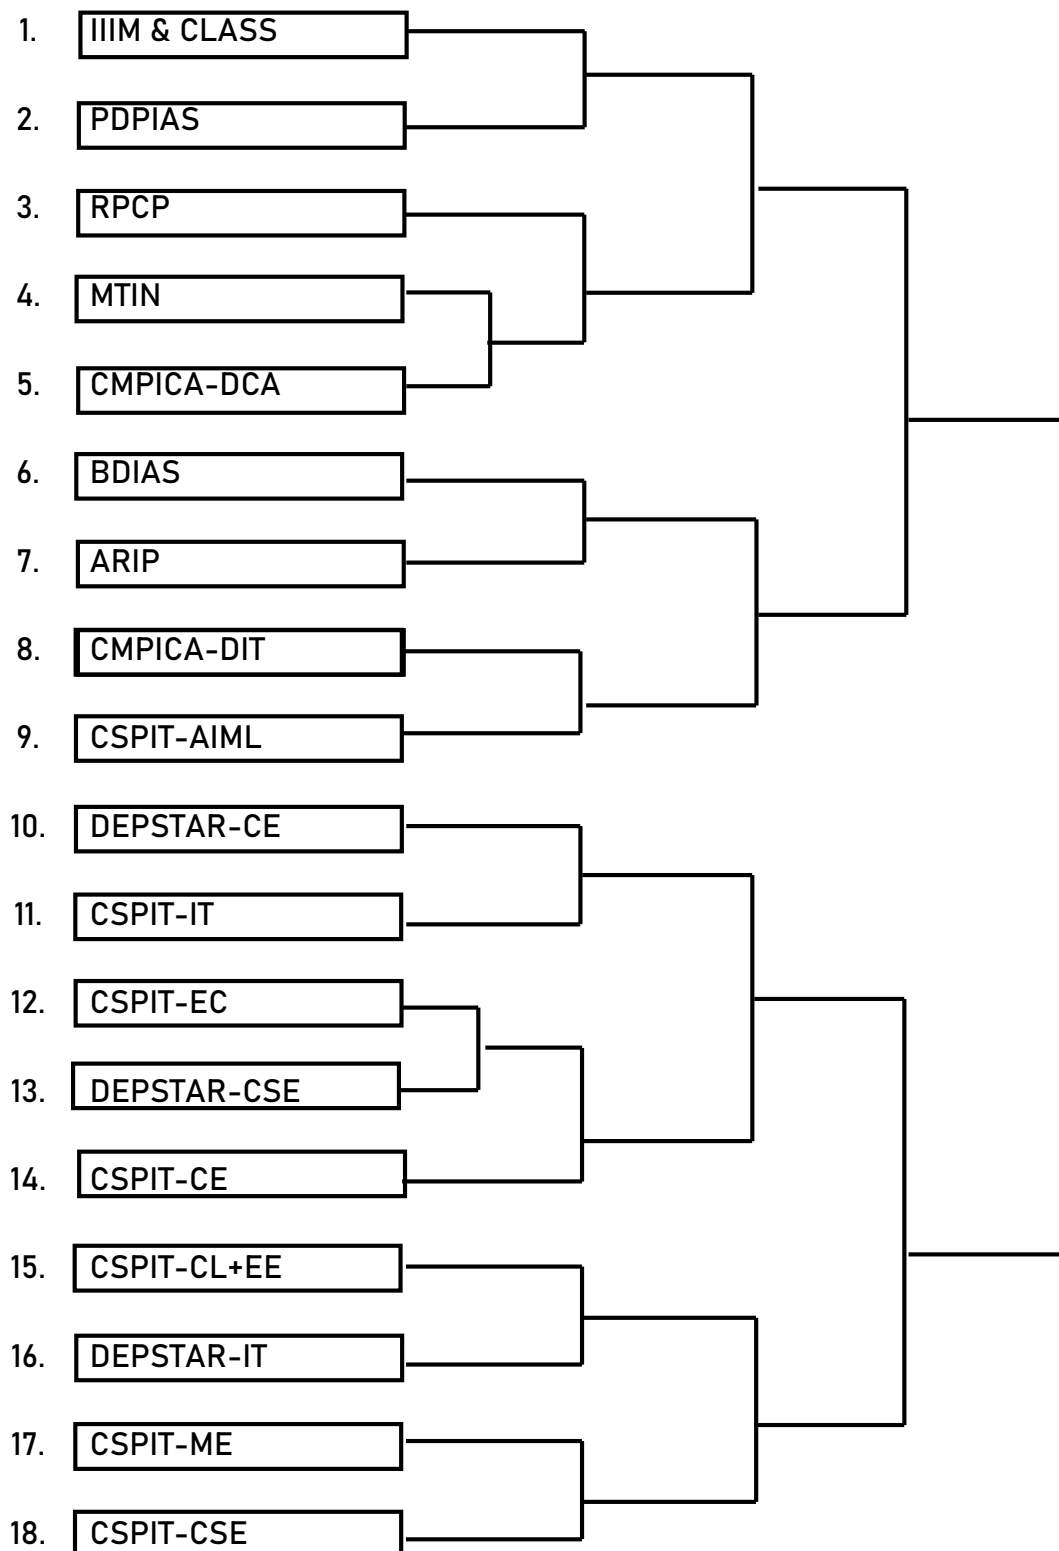 1. IIIM & CLASS
2. PDPIAS
3. RPCP
4. MTIN
5. CMPICA-DCA
6. BDIAS
7. ARIP
8. CMPICA-DIT
9. CSPIT-AIML
10. DEPSTAR-CE
11. CSPIT-IT
12. CSPIT-EC
13. DEPSTAR-CSE
14. CSPIT-CE
15. CSPIT-CL+EE
16. DEPSTAR-IT
17. CSPIT-ME
18. CSPIT-CSE